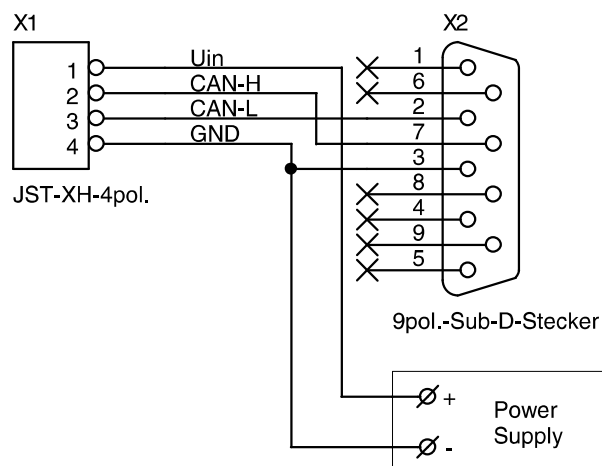 X1
X2
1
2
3
4
Uin
CAN-H
CAN-L
GND
JST-XH-4pol.
1
6
2
7
3
8
4
9
5
9pol.-Sub-D-Stecker
+
-
Power
Supply